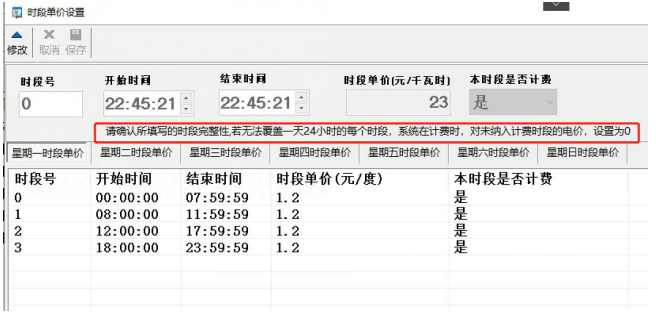 时段单价设置
修改 取消 保存
时段号 开始时间 结束时间 时段单价(元/千瓦时) 本时段是否计费
0 22:45:21 22:45:21 23 是
请确认所填写的时段完整性,若无法覆盖一天24小时的每个时段，系统在计费时，对未纳入计费时段的电价，设置为0
星期一时段单价 星期二时段单价 星期三时段单价 星期四时段单价 星期五时段单价 星期六时段单价 星期日时段单价
时段号 开始时间 结束时间 时段单价(元/度) 本时段是否计费
0 00:00:00 07:59:59 1.2 是
1 08:00:00 11:59:59 1.2 是
2 12:00:00 17:59:59 1.2 是
3 18:00:00 23:59:59 1.2 是